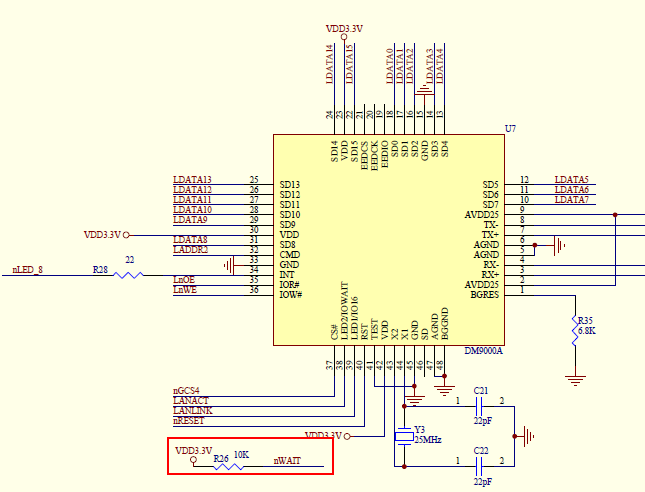 VDD3.3V
LDATA14
LDATA15
LDATA0
LDATA1
LDATA2
LDATA3
LDATA4
24 23 22 21 20 19 18 17 16 15 14 13
U7
SD14 VDD SD15 EEDCS EEDCK EEDIO SD0 SD1 SD2 GND SD3 SD4
LDATA13 25 SD13
LDATA12 26 SD12
LDATA11 27 SD11
LDATA10 28 SD10
LDATA9 29 SD9
VDD3.3V 30 VDD
LDATA8 31 SD8
LADDR2 32 CMD
33 GND
nLED_8 R28 22 34 INT
LnOE 35 IOR#
LnWE 36 IOW#
SD5 12 LDATA5
SD6 11 LDATA6
SD7 10 LDATA7
AVDD25 9
TX- 8
TX+ 7
AGND 6
AGND 5
RX- 4
RX+ 3
AVDD25 2
BGRES 1
R35
6.8K
CS# LED2/IOWAIT LED1/IO16 RST TEST VDD X2 X1 GND SD AGND BGGND
DM9000A
37 38 39 40 41 42 43 44 45 46 47 48
nGCS4
LANACT
LANLINK
nRESET
VDD3.3V
Y3
25MHz
C21
1 2
22pF
C22
1 2
22pF
VDD3.3V
R26 10K nWAIT